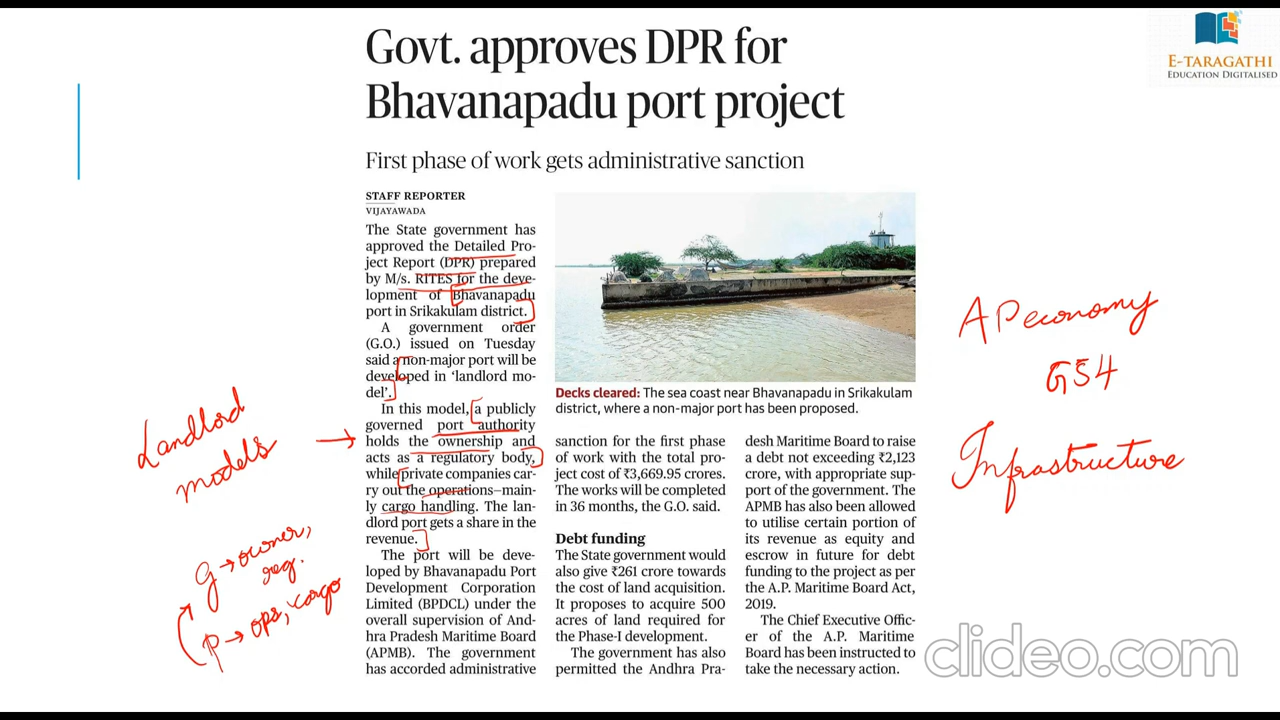 Govt. approves DPR for
Bhavanapadu port project
First phase of work gets administrative sanction
STAFF REPORTER
VIJAYAWADA
The State government has
approved the Detailed Pro-
ject Report (DPR) prepared
by M/s. RITES for the deve-
lopment of Bhavanapadu
port in Srikakulam district.
A government order
(G.O.) issued on Tuesday
said a non-major port will be
developed in 'landlord mo-
del'.
In this model, a publicly
governed port authority
holds the ownership and
acts as a regulatory body,
while private companies car-
ry out the operations—main-
ly cargo handling. The lan-
dlord port gets a share in the
revenue.
The port will be deve-
loped by Bhavanapadu Port
Development Corporation
Limited (BPDCL) under the
overall supervision of And-
hra Pradesh Maritime Board
(APMB). The government
has accorded administrative
Decks cleared: The sea coast near Bhavanapadu in Srikakulam
district, where a non-major port has been proposed.
sanction for the first phase
of work with the total pro-
ject cost of ₹3,669.95 crores.
The works will be completed
in 36 months, the G.O. said.
Debt funding
The State government would
also give ₹261 crore towards
the cost of land acquisition.
It proposes to acquire 500
acres of land required for
the Phase-I development.
The government has also
permitted the Andhra Pra-
desh Maritime Board to raise
a debt not exceeding ₹2,123
crore, with appropriate sup-
port of the government. The
APMB has also been allowed
to utilise certain portion of
its revenue as equity and
escrow in future for debt
funding to the project as per
the A.P. Maritime Board Act,
2019.
The Chief Executive Offic-
er of the A.P. Maritime
Board has been instructed to
take the necessary action.
Landlord
models
G → owner,
reg.
P → ops, cargo
AP economy
GS4
Infrastructure
E-TARAGATHI
EDUCATION DIGITALISED
clideo.com